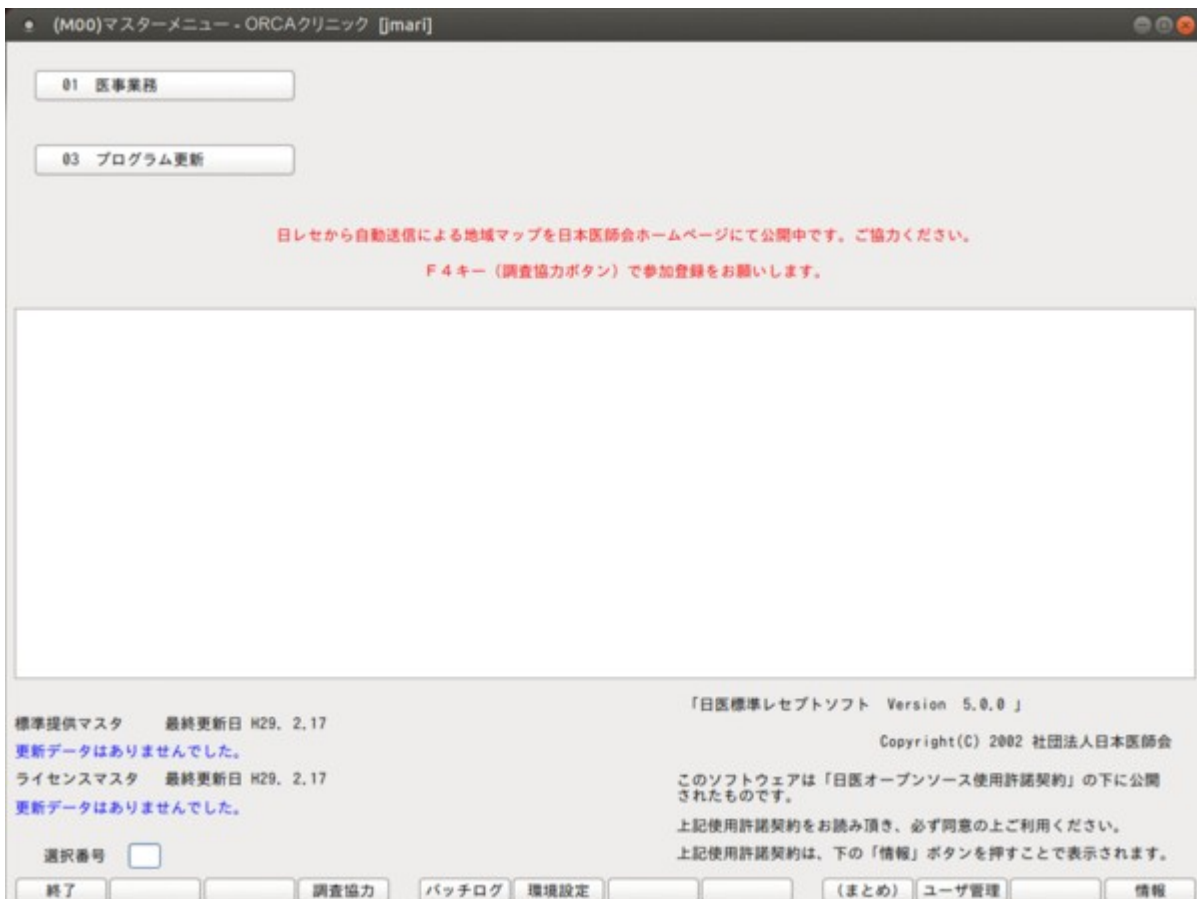 (M00)マスターメニュー - ORCAクリニック [jmari]
01 医事業務
03 プログラム更新
日レセから自動送信による地域マップを日本医師会ホームページにて公開中です。ご協力ください。
F4キー(調査協力ボタン)で参加登録をお願いします。
「日医標準レセプトソフト Version 5.0.0 」
標準提供マスタ 最終更新日 H29. 2.17
Copyright(C) 2002 社団法人日本医師会
更新データはありませんでした。
ライセンスマスタ 最終更新日 H29. 2.17
このソフトウェアは「日医オープンソース使用許諾契約」の下に公開
されたものです。
更新データはありませんでした。
上記使用許諾契約をお読み頂き、必ず同意の上ご利用ください。
選択番号
上記使用許諾契約は、下の「情報」ボタンを押すことで表示されます。
終了 調査協力 バッチログ 環境設定 (まとめ) ユーザ管理 情報